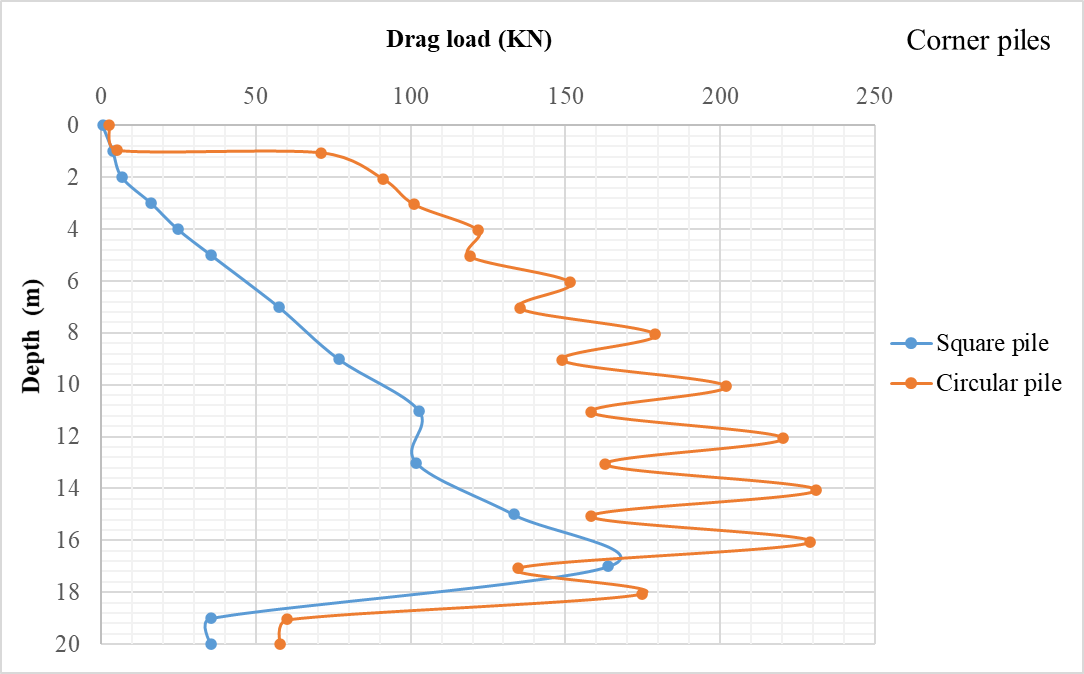 Drag load (KN)
Corner piles
0 50 100 150 200 250
0
2
4
6
8
10
12
14
16
18
20
Depth (m)
Square pile
Circular pile